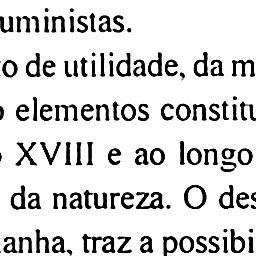 uministas.
o de utilidade, da m
elementos constitu
XVIII e ao longo
da natureza. O des
anha, traz a possibi